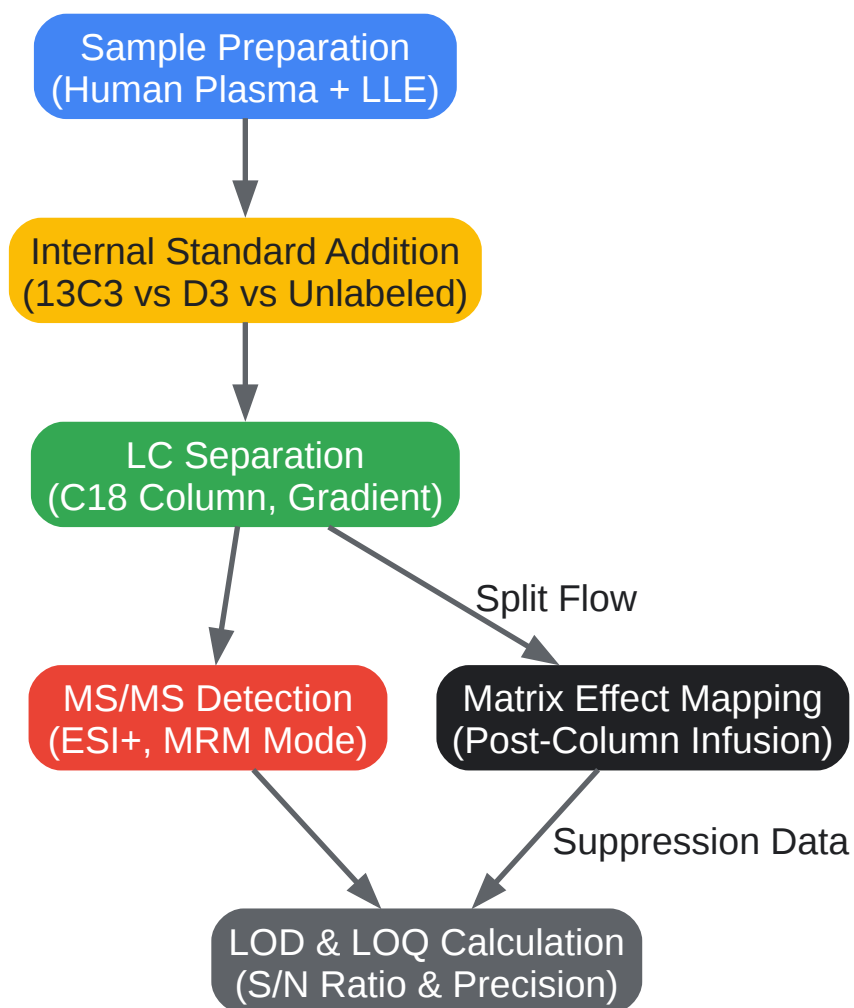 Sample Preparation
(Human Plasma + LLE)
Internal Standard Addition
(13C3 vs D3 vs Unlabeled)
LC Separation
(C18 Column, Gradient)
Split Flow
MS/MS Detection
(ESI+, MRM Mode)
Matrix Effect Mapping
(Post-Column Infusion)
Suppression Data
LOD & LOQ Calculation
(S/N Ratio & Precision)